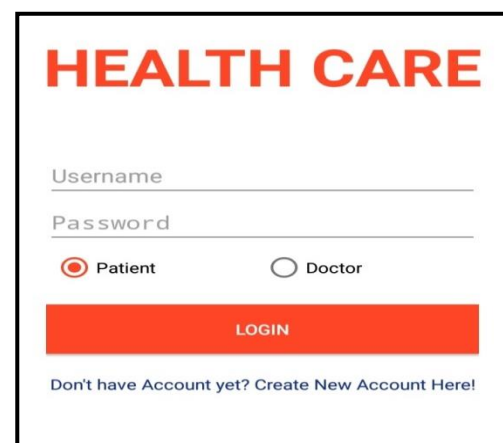 HEALTH CARE
Username
Password
Patient Doctor
LOGIN
Don't have Account yet? Create New Account Here!